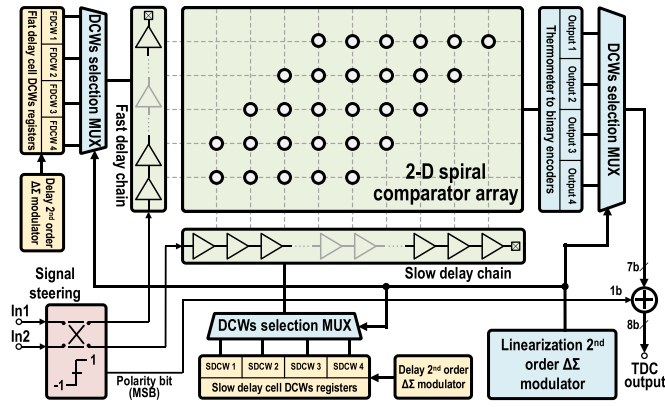 Flat delay cell DCWs registers
FDCW 1
FDCW 2
FDCW 3
FDCW 4
DCWs selection MUX
Fast delay chain
Delay 2nd order ΔΣ modulator
2-D spiral
comparator array
Thermometer to binary encoders
Output 1
Output 2
Output 3
Output 4
DCWs selection MUX
Slow delay chain
Signal
steering
In1
In2
1
-1
Polarity bit
(MSB)
DCWs selection MUX
SDCW 1 SDCW 2 SDCW 3 SDCW 4
Slow delay cell DCWs registers
Delay 2nd order
ΔΣ modulator
Linearization 2nd
order ΔΣ
modulator
7b
1b
8b
TDC
output